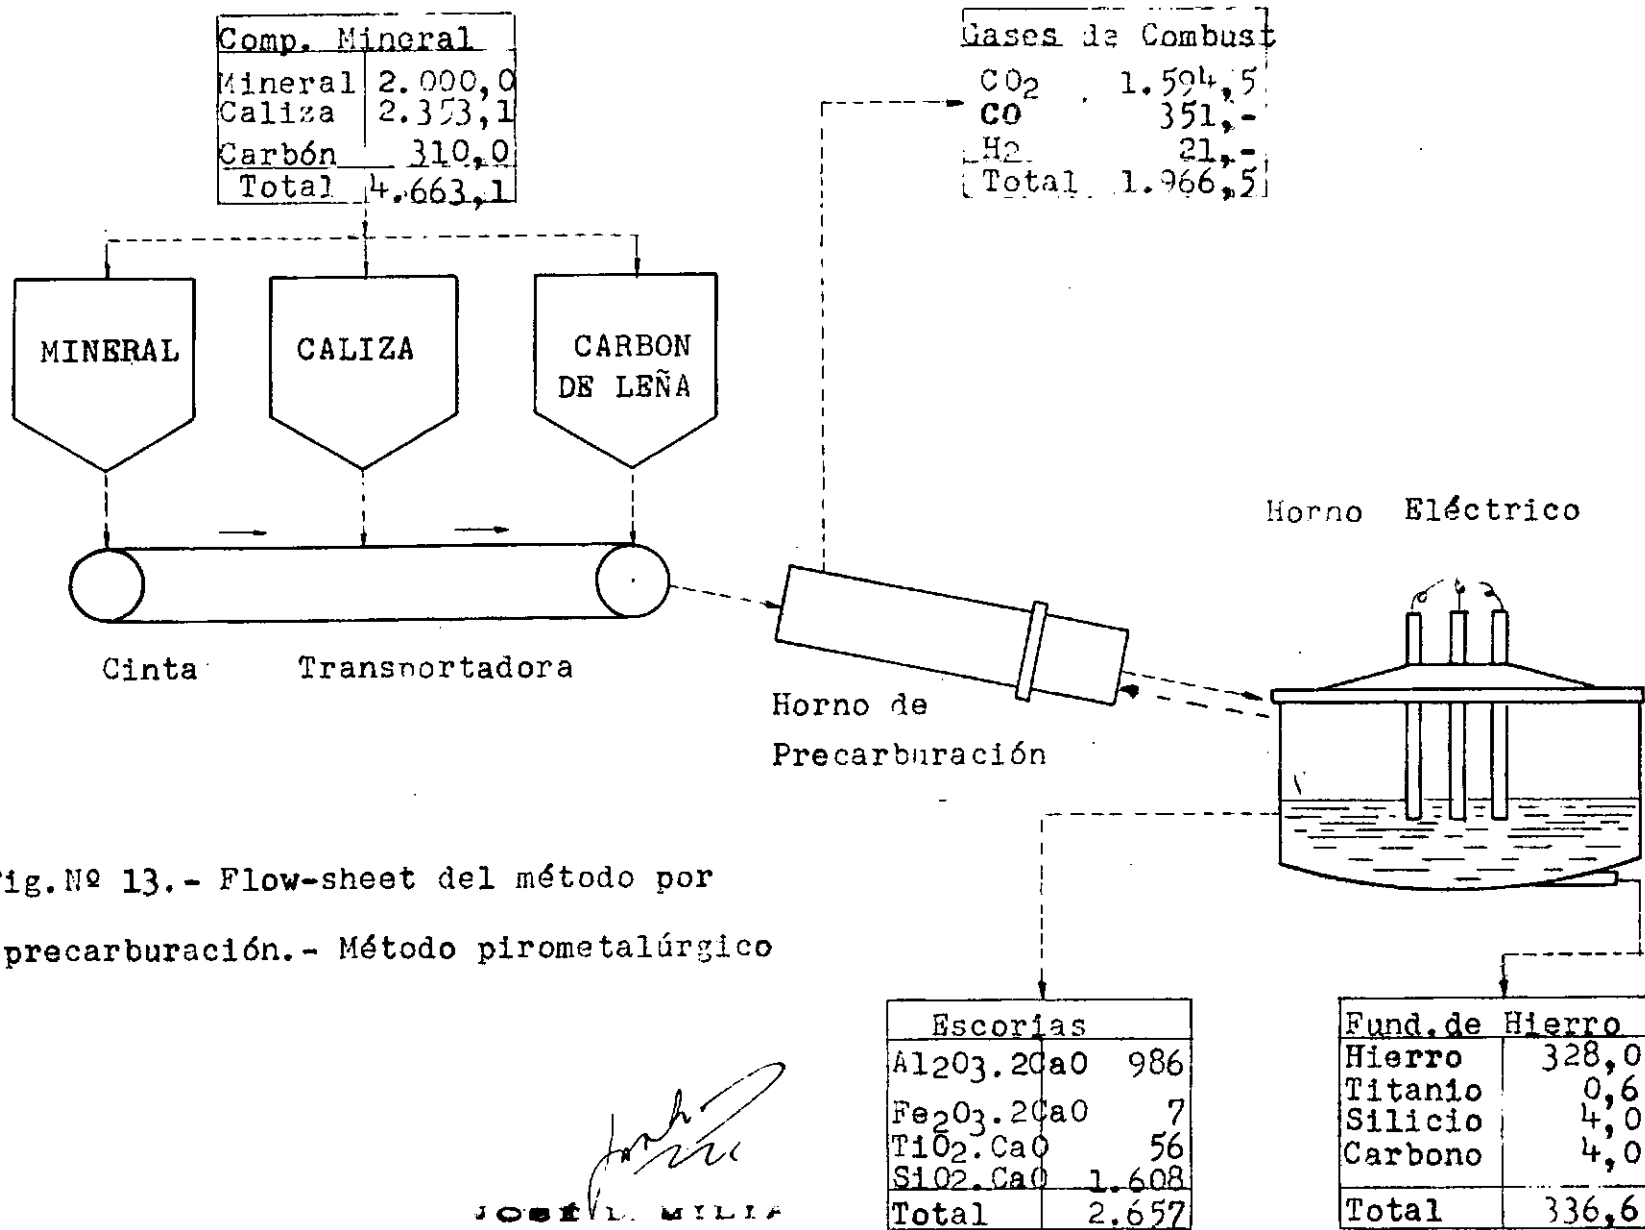 Comp. Mineral
Mineral 2.000,0
Caliza 2.353,1
Carbón 310,0
Total 4.663,1
Gases de Combust
CO2 1.594,5
CO 351,-
H2 21,-
Total 1.966,5
MINERAL
CALIZA
CARBON
DE LEÑA
Horno Eléctrico
Cinta Transportadora
Horno de
Precarburación
ig.Nº 13.- Flow-sheet del método por
precarburación.- Método pirometalúrgico
Escorias
Al2O3.2CaO 986
Fe2O3.2CaO 7
TiO2.CaO 56
SiO2.CaO 1.608
Total 2.657
Fund.de Hierro
Hierro 328,0
Titanio 0,6
Silicio 4,0
Carbono 4,0
Total 336,6
JOSÉ L. MILIA